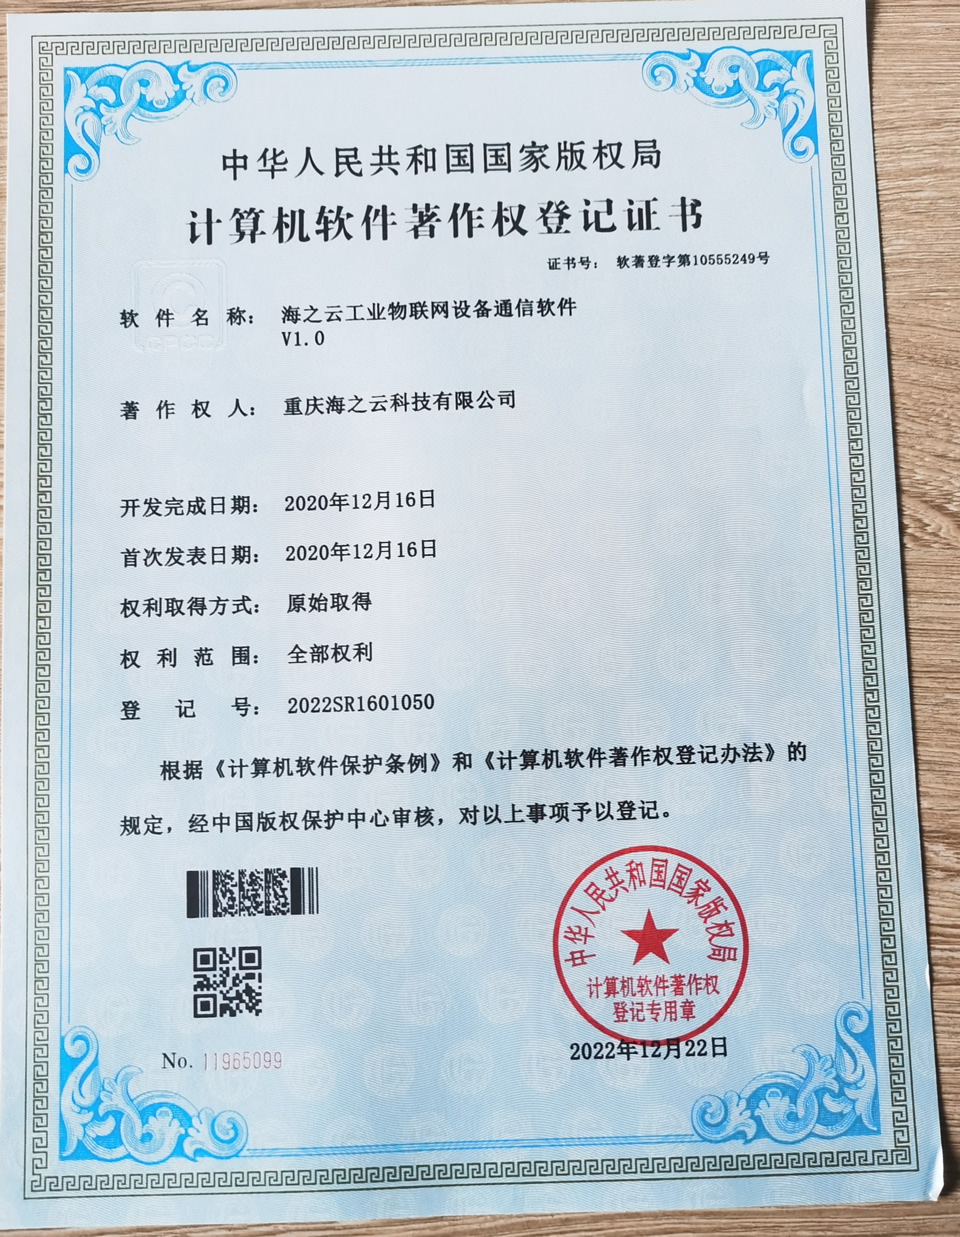 中华人民共和国国家版权局
计算机软件著作权登记证书
证书号： 软著登字第10555249号
软件名称： 海之云工业物联网设备通信软件
V1.0
著作权人： 重庆海之云科技有限公司
开发完成日期： 2020年12月16日
首次发表日期： 2020年12月16日
权利取得方式： 原始取得
权利范围： 全部权利
登记号： 2022SR1601050
根据《计算机软件保护条例》和《计算机软件著作权登记办法》的
规定，经中国版权保护中心审核，对以上事项予以登记。
中华人民共和国国家版权局
计算机软件著作权
登记专用章
No. 11965099
2022年12月22日
CPCC